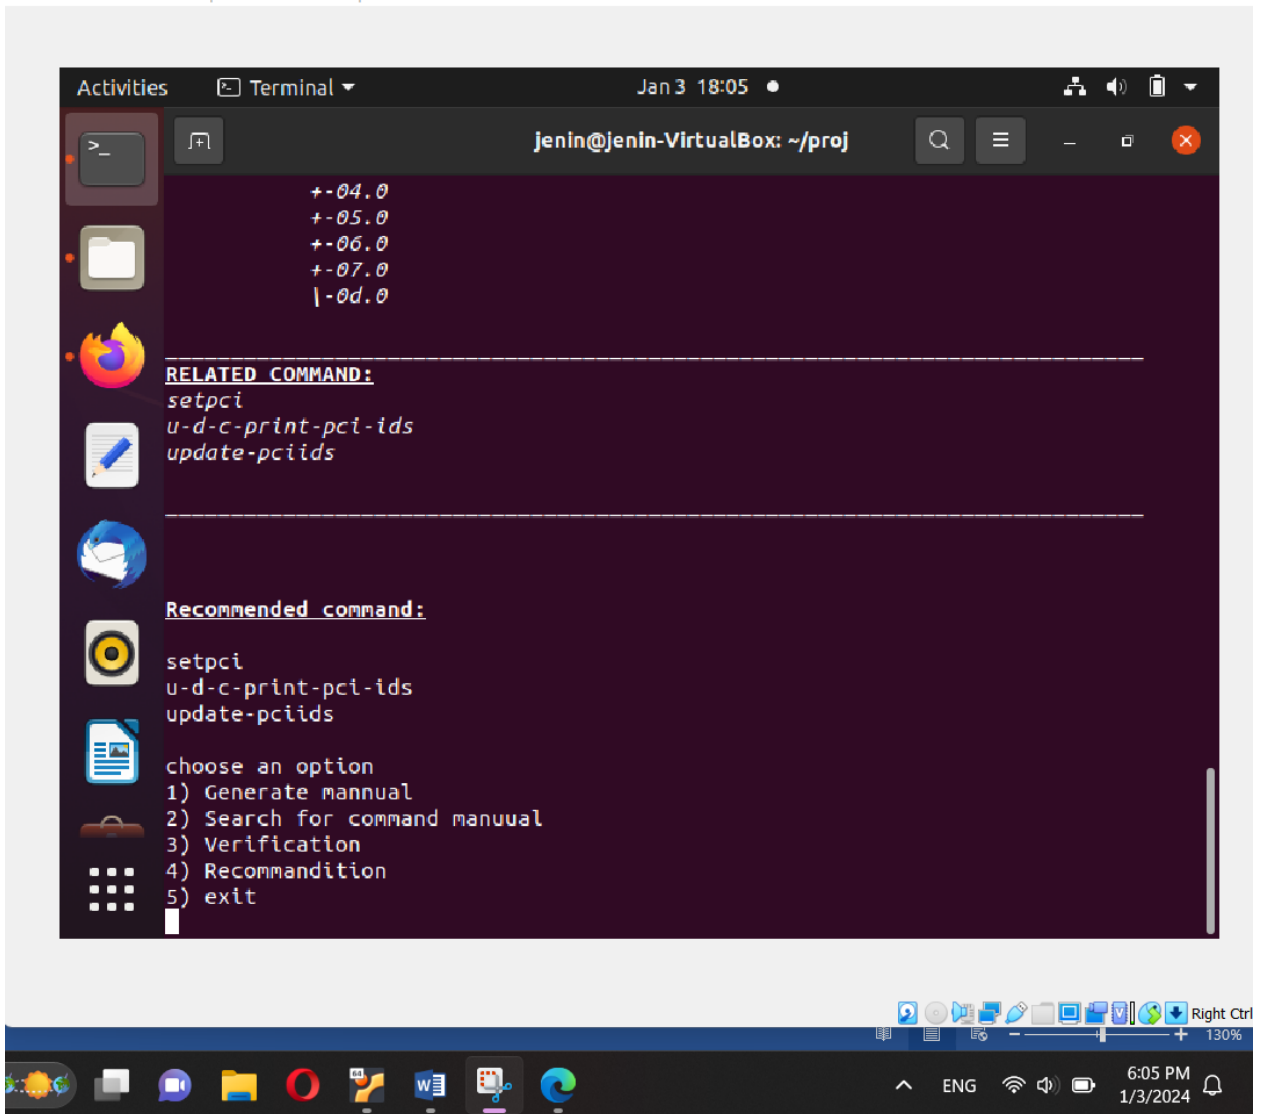 Activities Terminal Jan 3 18:05
jenin@jenin-VirtualBox: ~/proj
+-04.0
+-05.0
+-06.0
+-07.0
\-0d.0
RELATED COMMAND:
setpci
u-d-c-print-pci-ids
update-pciids
Recommended command:
setpci
u-d-c-print-pci-ids
update-pciids
choose an option
1) Generate mannual
2) Search for command manuual
3) Verification
4) Recommandition
5) exit
Right Ctrl
130%
ENG 6:05 PM
1/3/2024